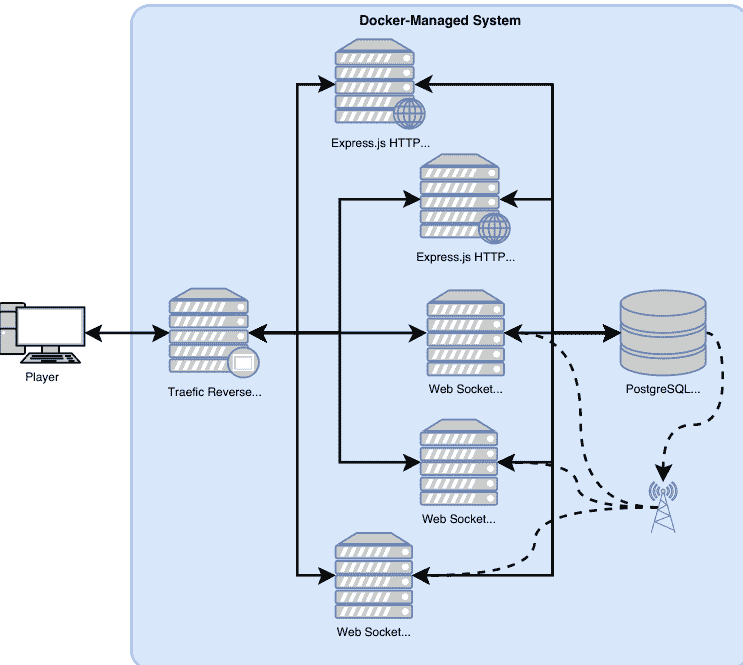 Docker-Managed System
Express.js HTTP...
Express.js HTTP...
Player
Traefic Reverse...
Web Socket...
PostgreSQL...
Web Socket...
Web Socket...